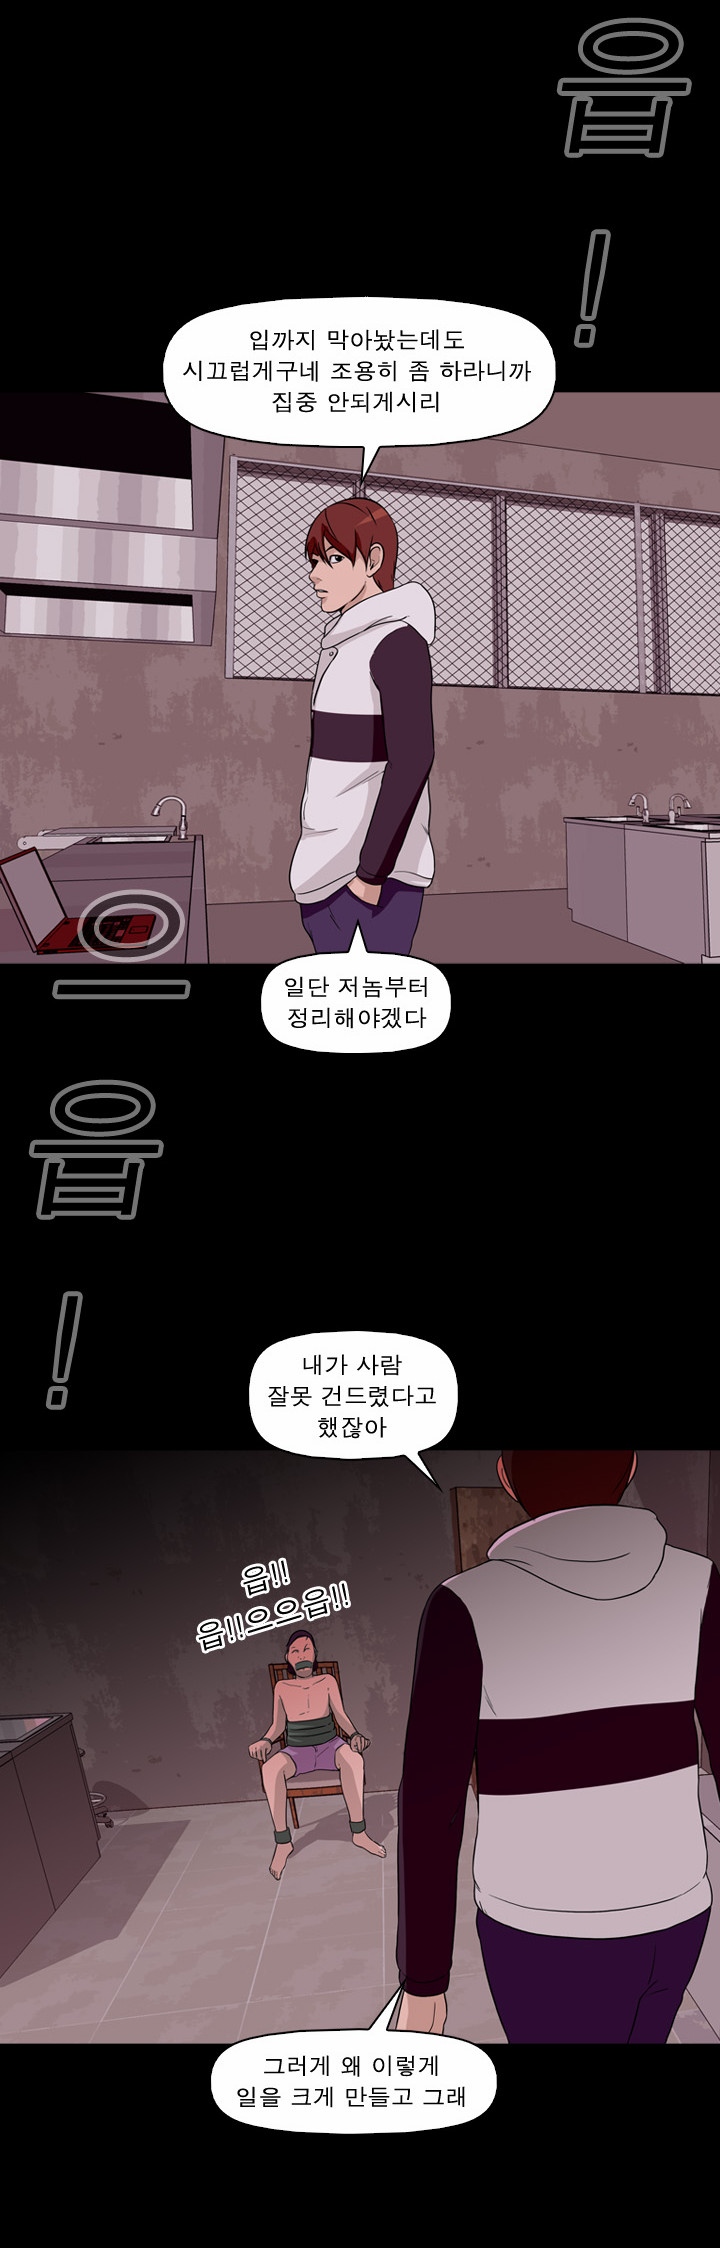 읍
!
입까지 막아놨는데도
시끄럽게구네 조용히 좀 하라니까
집중 안되게시리
으
일단 저놈부터
정리해야겠다
읍
!
내가 사람
잘못 건드렸다고
했잖아
읍!!
읍!!으으읍!!
그러게 왜 이렇게
일을 크게 만들고 그래